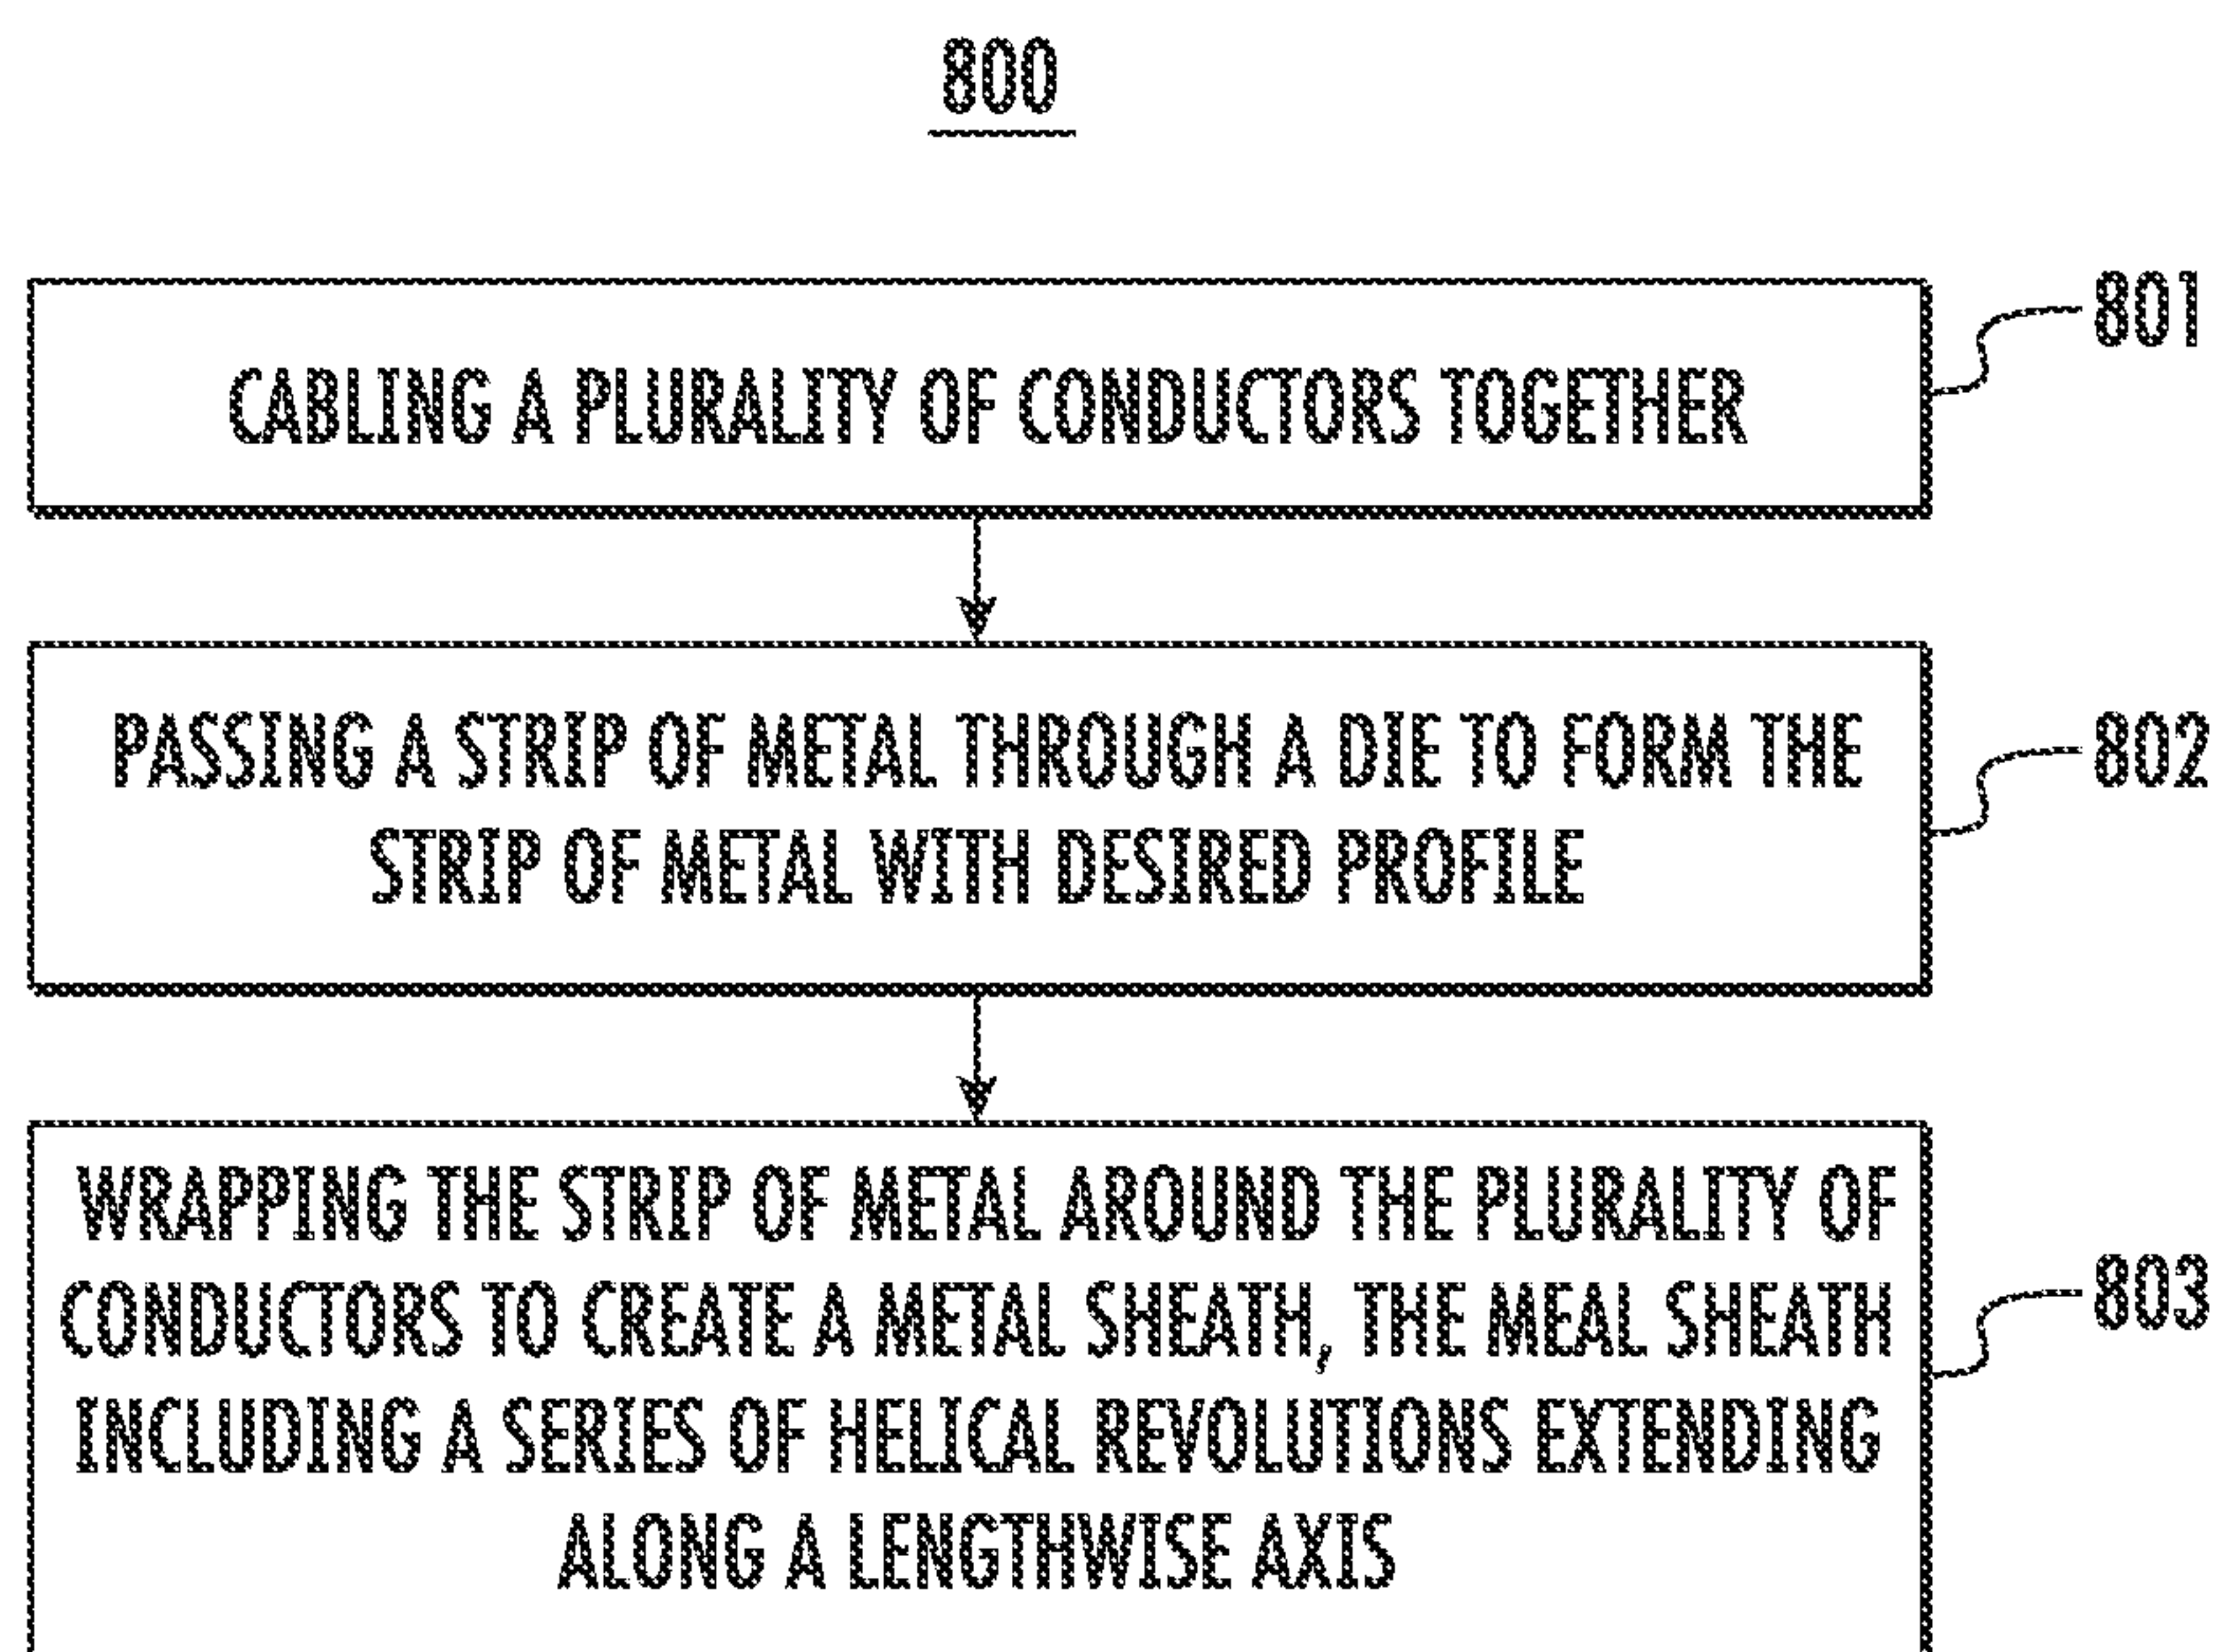 800
CABLING A PLURALITY OF CONDUCTORS TOGETHER
801
PASSING A STRIP OF METAL THROUGH A DIE TO FORM THE
STRIP OF METAL WITH DESIRED PROFILE
802
WRAPPING THE STRIP OF METAL AROUND THE PLURALITY OF
CONDUCTORS TO CREATE A METAL SHEATH, THE MEAL SHEATH
INCLUDING A SERIES OF HELICAL REVOLUTIONS EXTENDING
ALONG A LENGTHWISE AXIS
803